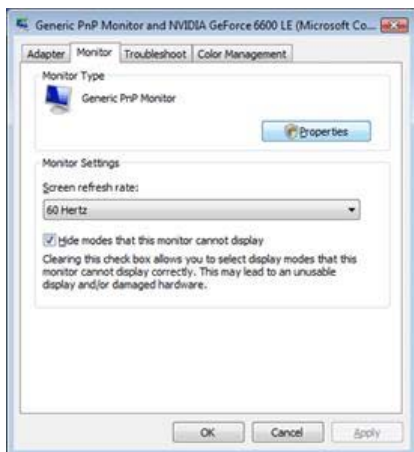 Generic PnP Monitor and NVIDIA GeForce 6600 LE (Microsoft Co...
Adapter Monitor Troubleshoot Color Management
Monitor Type
Generic PnP Monitor
Properties
Monitor Settings
Screen refresh rate:
60 Hertz
Hide modes that this monitor cannot display
Clearing this check box allows you to select display modes that this
monitor cannot display correctly. This may lead to an unusable
display and/or damaged hardware.
OK Cancel Apply